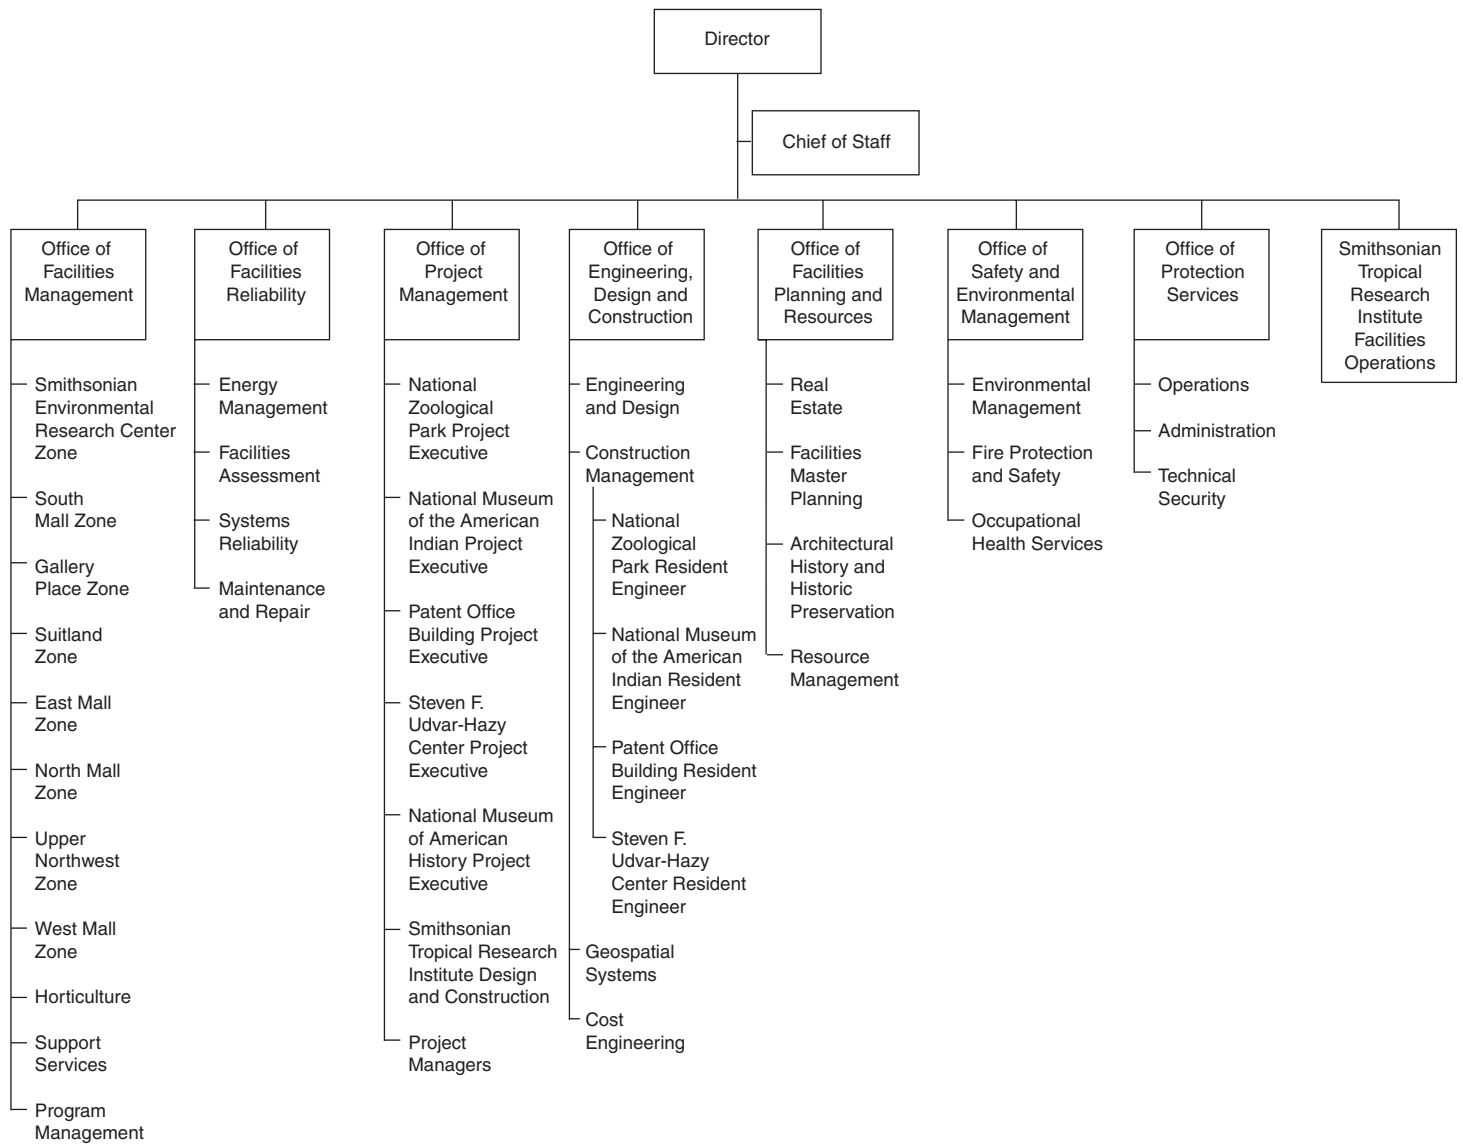 Director
Chief of Staff
Office of
Facilities
Management
Office of
Facilities
Reliability
Office of
Project
Management
Office of
Engineering,
Design and
Construction
Office of
Facilities
Planning and
Resources
Office of
Safety and
Environmental
Management
Office of
Protection
Services
Smithsonian
Tropical
Research
Institute
Facilities
Operations
Smithsonian
Environmental
Research Center
Zone
South
Mall Zone
Gallery
Place Zone
Suitland
Zone
East Mall
Zone
North Mall
Zone
Upper
Northwest
Zone
West Mall
Zone
Horticulture
Support
Services
Program
Management
Energy
Management
Facilities
Assessment
Systems
Reliability
Maintenance
and Repair
National
Zoological
Park Project
Executive
National Museum
of the American
Indian Project
Executive
Patent Office
Building Project
Executive
Steven F.
Udvar-Hazy
Center Project
Executive
National Museum
of American
History Project
Executive
Smithsonian
Tropical Research
Institute Design
and Construction
Project
Managers
Engineering
and Design
Construction
Management
National
Zoological
Park Resident
Engineer
National Museum
of the American
Indian Resident
Engineer
Patent Office
Building Resident
Engineer
Steven F.
Udvar-Hazy
Center Resident
Engineer
Geospatial
Systems
Cost
Engineering
Real
Estate
Facilities
Master
Planning
Architectural
History and
Historic
Preservation
Resource
Management
Environmental
Management
Fire Protection
and Safety
Occupational
Health Services
Operations
Administration
Technical
Security